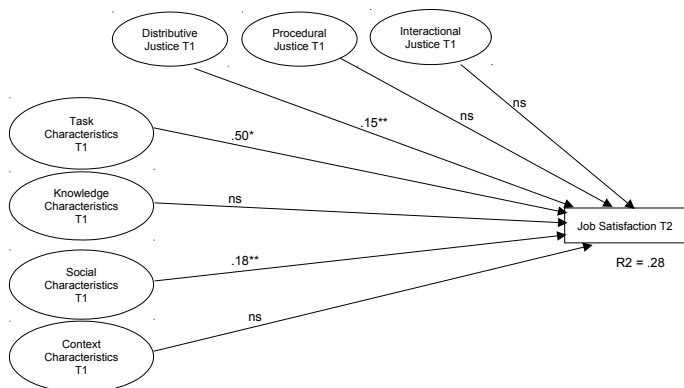 Distributive
Justice T1
Procedural
Justice T1
Interactional
Justice T1
ns
ns
.15**
Task
Characteristics
T1
.50*
Knowledge
Characteristics
T1
ns
Job Satisfaction T2
Social
Characteristics
T1
.18**
R2 = .28
ns
Context
Characteristics
T1